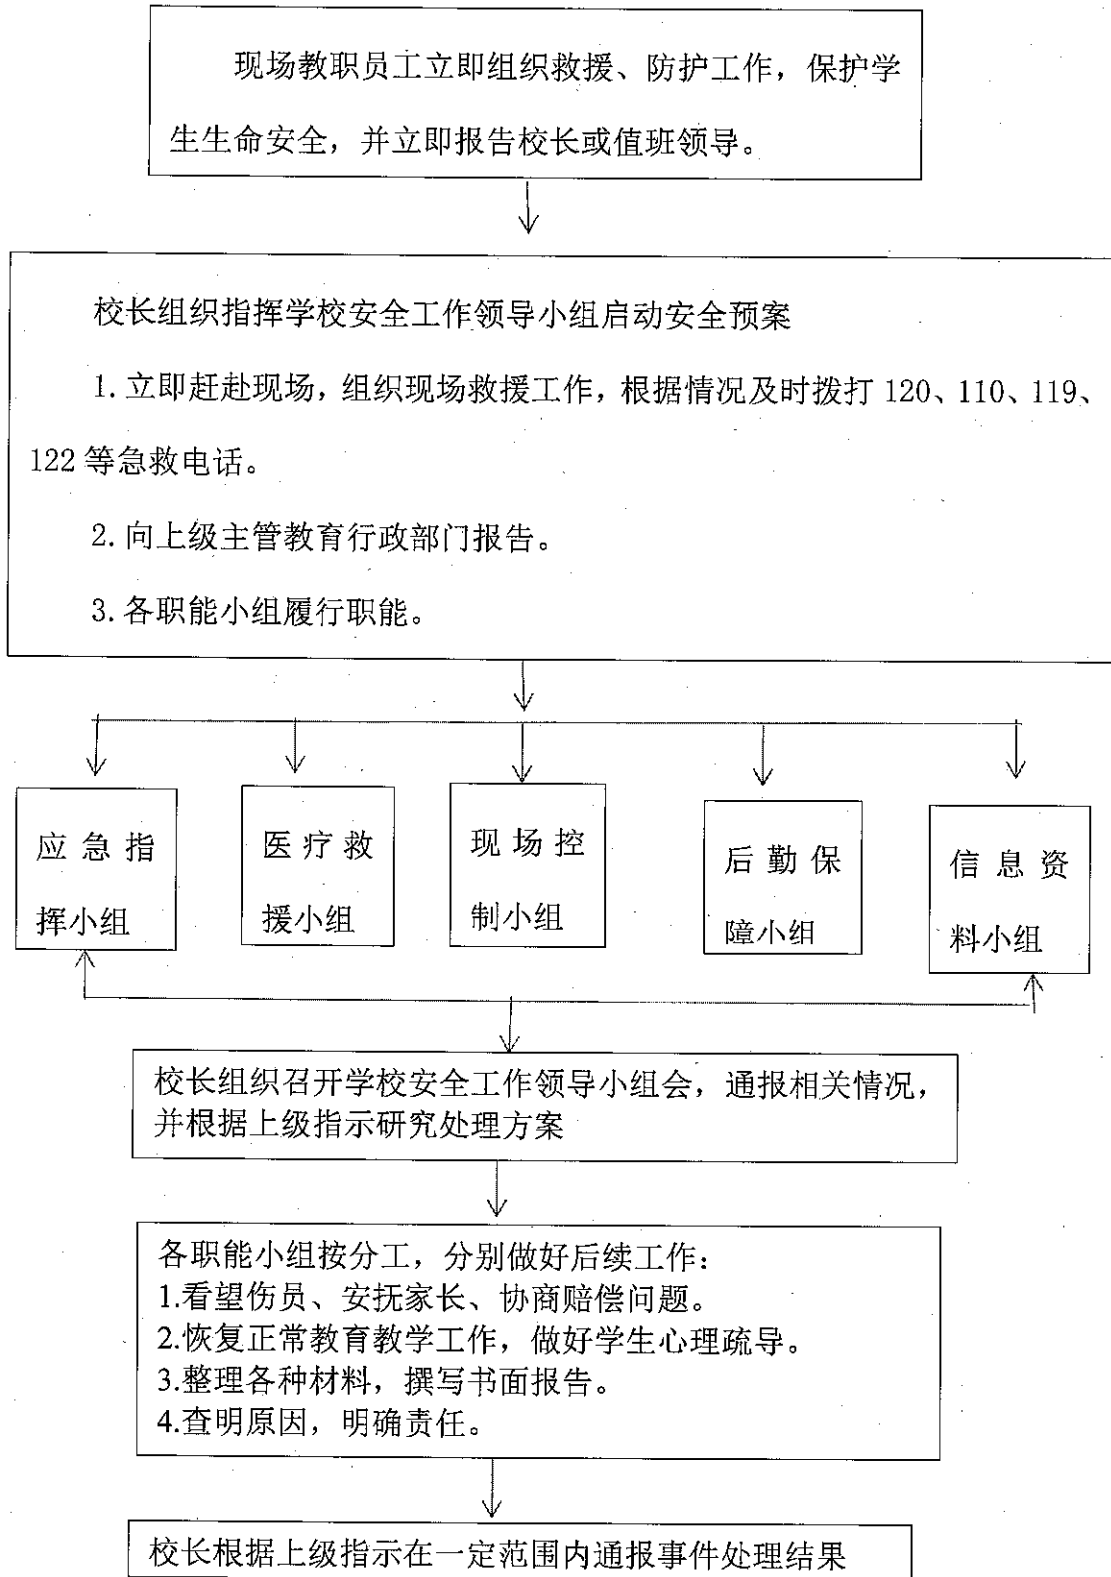 现场教职员工立即组织救援、防护工作，保护学
生生命安全，并立即报告校长或值班领导。
校长组织指挥学校安全工作领导小组启动安全预案
1. 立即赶赴现场，组织现场救援工作，根据情况及时拨打 120、110、119、
122 等急救电话。
2. 向上级主管教育行政部门报告。
3. 各职能小组履行职能。
应 急 指
挥小组
医 疗 救
援小组
现 场 控
制小组
后 勤 保
障小组
信 息 资
料小组
校长组织召开学校安全工作领导小组会，通报相关情况，
并根据上级指示研究处理方案
各职能小组按分工，分别做好后续工作：
1.看望伤员、安抚家长、协商赔偿问题。
2.恢复正常教育教学工作，做好学生心理疏导。
3.整理各种材料，撰写书面报告。
4.查明原因，明确责任。
校长根据上级指示在一定范围内通报事件处理结果